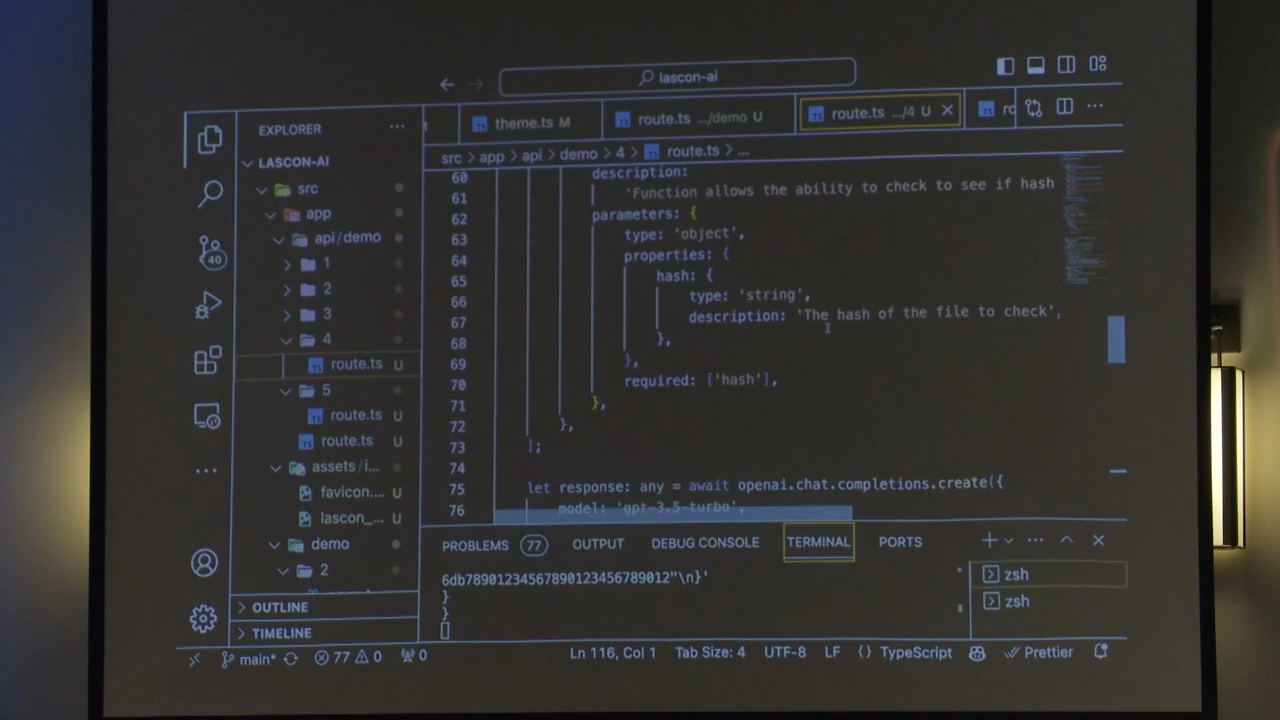 lascon-ai
theme.ts M
route.ts .../demo U
route.ts .../4 U
EXPLORER
LASCON-AI
src
app
api/demo
1
2
3
4
route.ts U
5
route.ts U
route.ts U
assets/i...
favicon.... U
lascon_... U
demo
2
OUTLINE
TIMELINE
40
src > app > api > demo > 4 > route.ts > ...
60 description:
61 'Function allows the ability to check to see if hash
62 parameters: {
63 type: 'object',
64 properties: {
65 hash: {
66 type: 'string',
67 description: 'The hash of the file to check',
68 },
69 },
70 required: ['hash'],
71 },
72 },
73 ];
74
75 let response: any = await openai.chat.completions.create({
76 model: 'gpt-3.5-turbo',
PROBLEMS 77 OUTPUT DEBUG CONSOLE TERMINAL PORTS
6db78901234567890123456789012"\n}'
}
}
zsh
zsh
main* 77 0 0 Ln 116, Col 1 Tab Size: 4 UTF-8 LF {} TypeScript Prettier